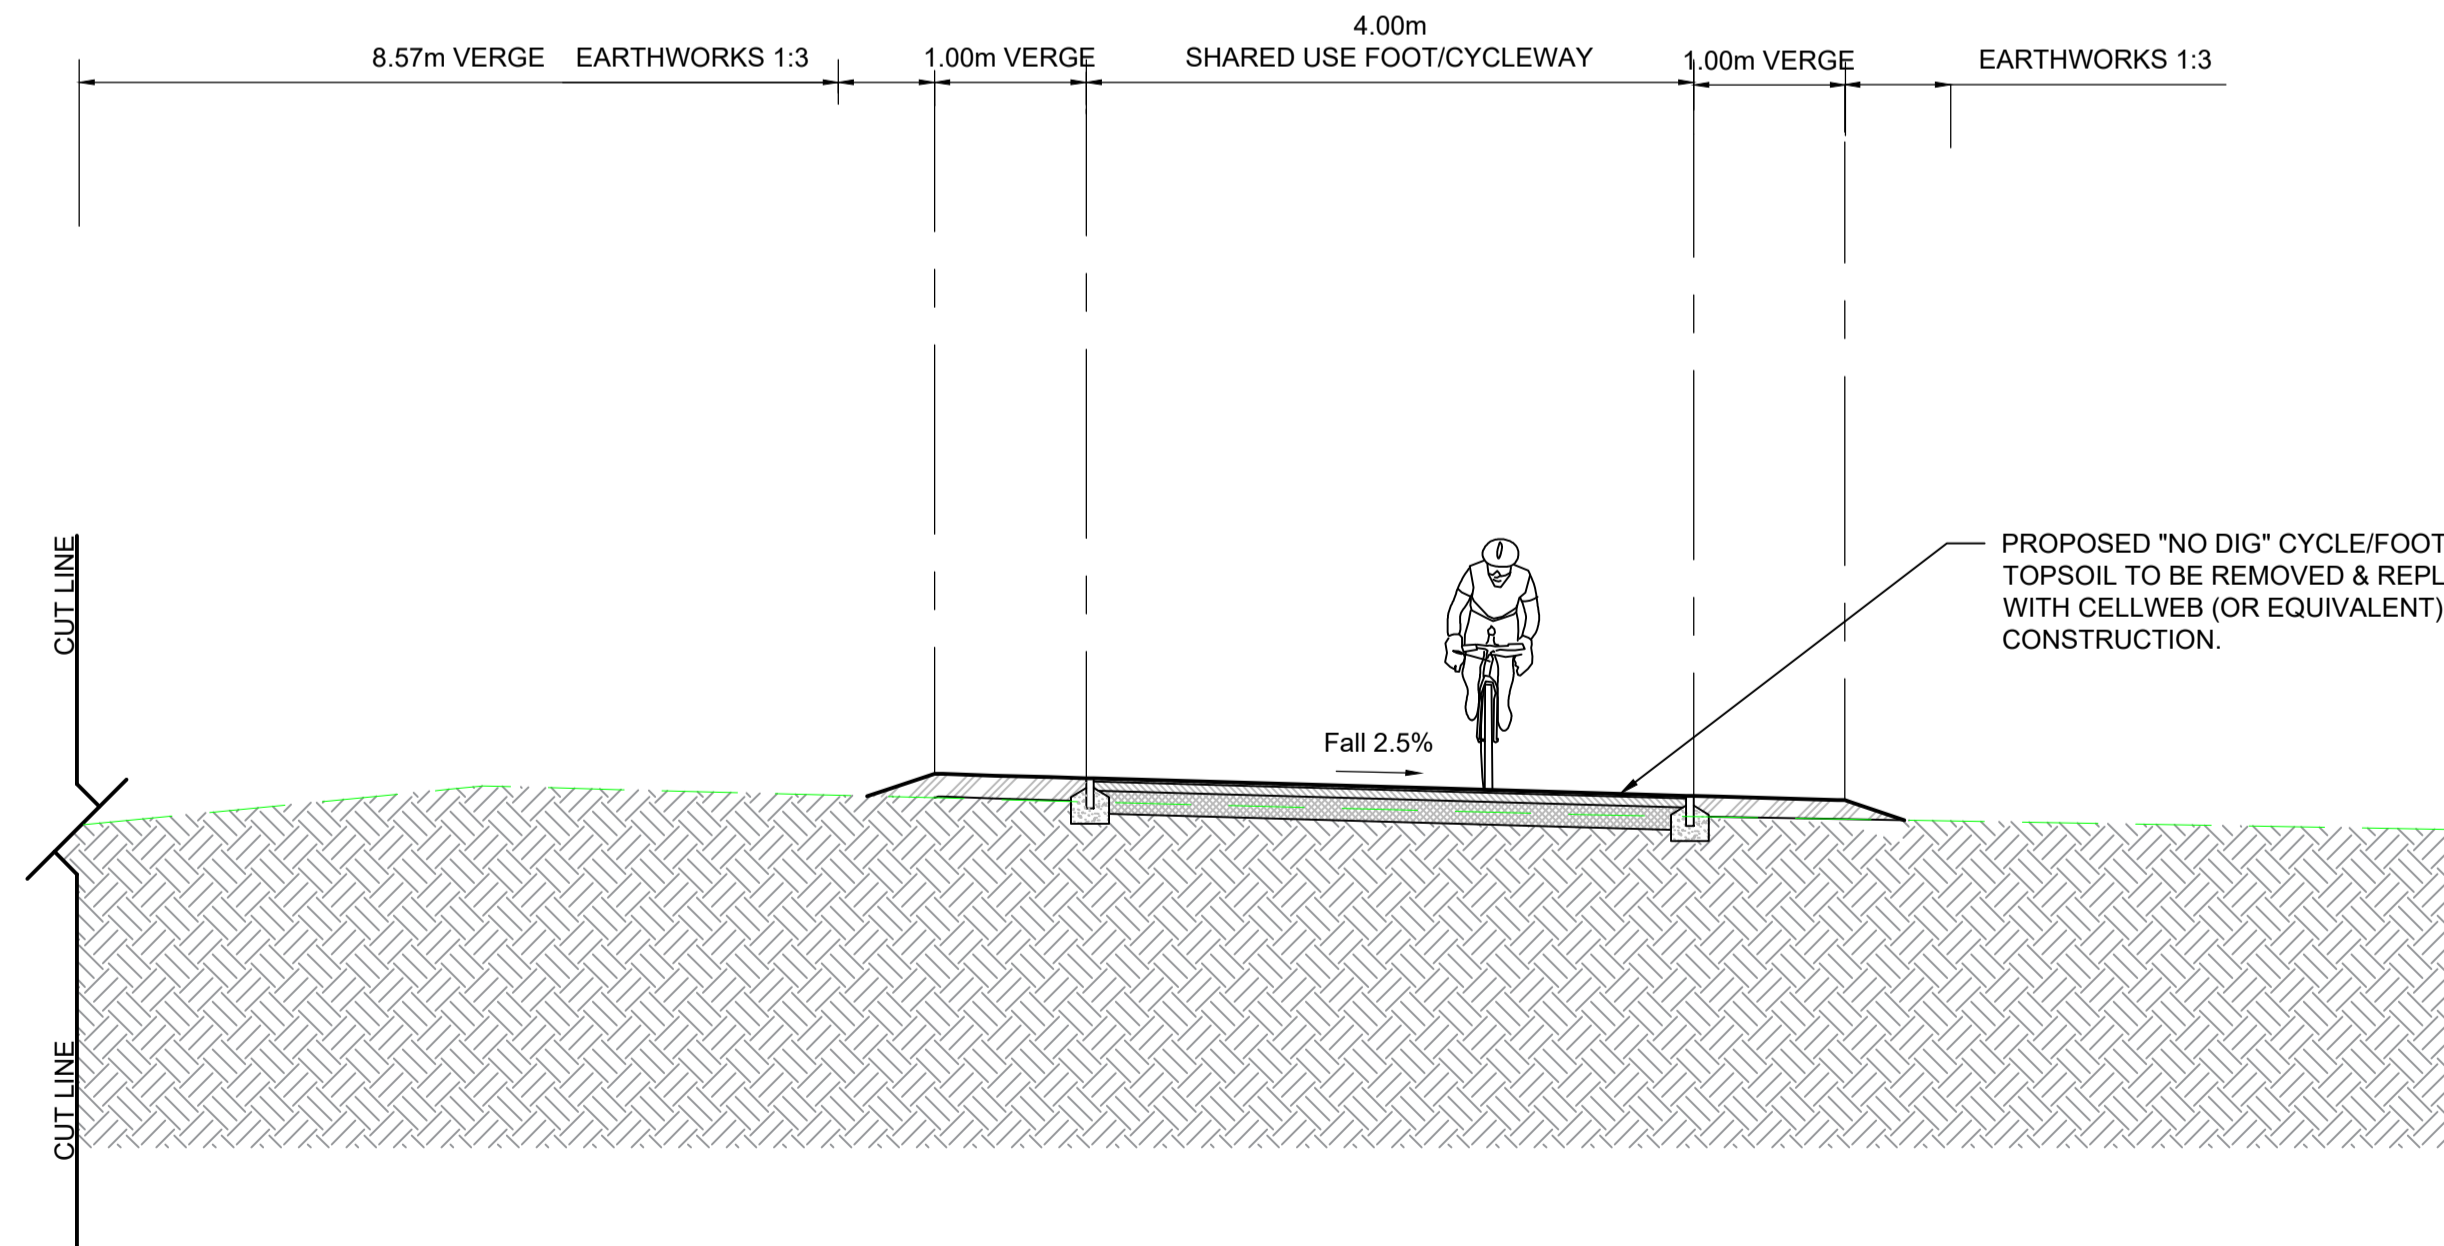 4.00m
8.57m VERGE
EARTHWORKS 1:3
1.00m VERGE
SHARED USE FOOT/CYCLEWAY
1.00m VERGE
EARTHWORKS 1:3
CUT LINE
PROPOSED "NO DIG" CYCLE/FOOT
TOPSOIL TO BE REMOVED & REPL
WITH CELLWEB (OR EQUIVALENT)
CONSTRUCTION.
Fall 2.5%
CUT LINE